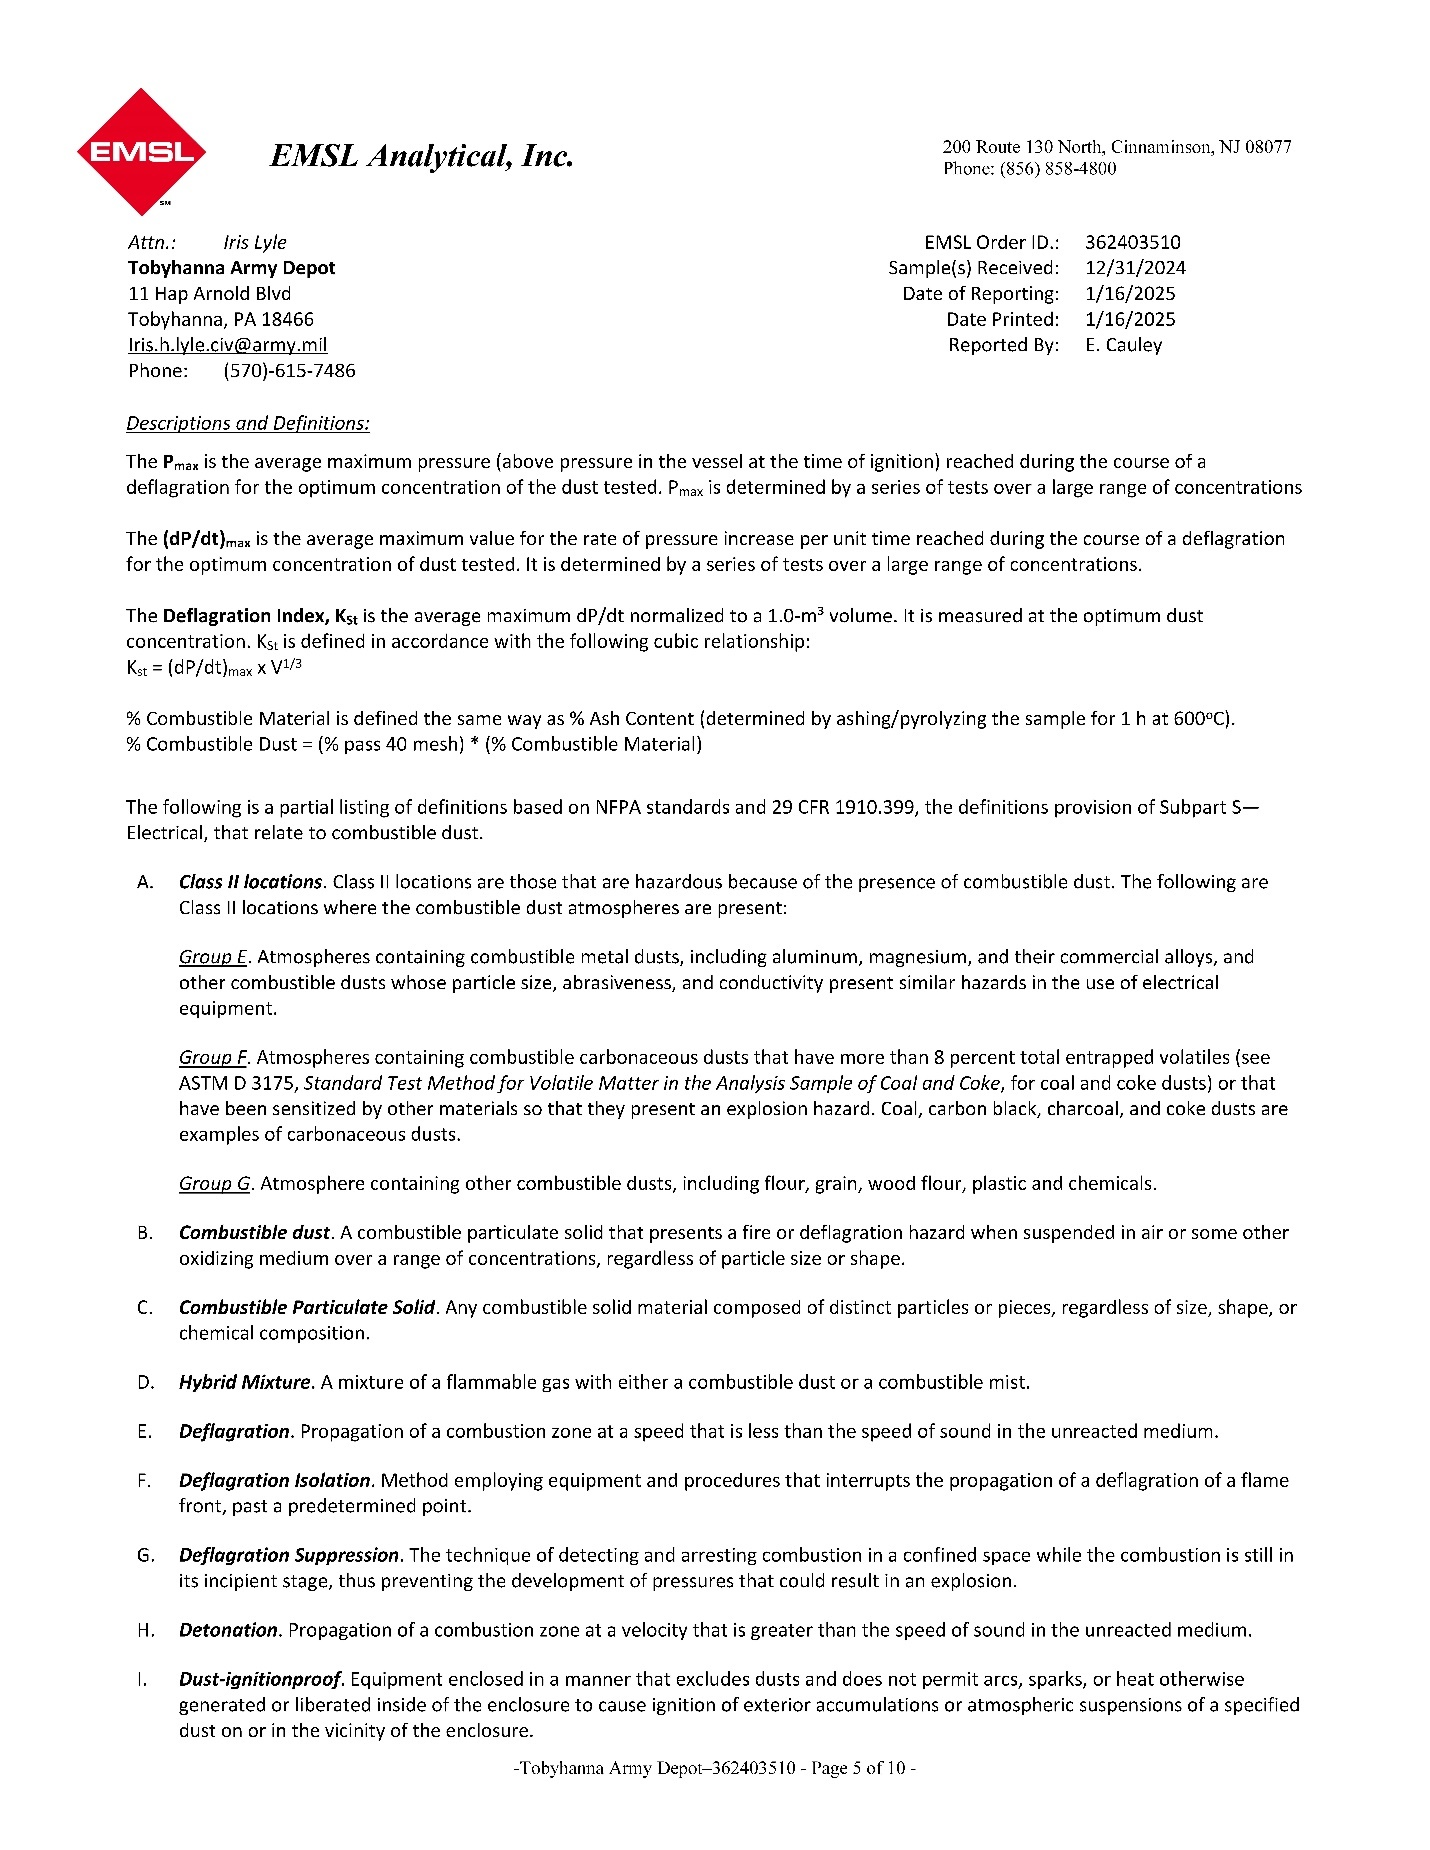 EMSL
SM
EMSL Analytical, Inc.
200 Route 130 North, Cinnaminson, NJ 08077
Phone: (856) 858-4800
Attn.: Iris Lyle
Tobyhanna Army Depot
11 Hap Arnold Blvd
Tobyhanna, PA 18466
Iris.h.lyle.civ@army.mil
Phone: (570)-615-7486
EMSL Order ID.: 362403510
Sample(s) Received: 12/31/2024
Date of Reporting: 1/16/2025
Date Printed: 1/16/2025
Reported By: E. Cauley
Descriptions and Definitions:
The Pmax is the average maximum pressure (above pressure in the vessel at the time of ignition) reached during the course of a
deflagration for the optimum concentration of the dust tested. Pmax is determined by a series of tests over a large range of concentrations
The (dP/dt)max is the average maximum value for the rate of pressure increase per unit time reached during the course of a deflagration
for the optimum concentration of dust tested. It is determined by a series of tests over a large range of concentrations.
The Deflagration Index, KSt is the average maximum dP/dt normalized to a 1.0-m³ volume. It is measured at the optimum dust
concentration. KSt is defined in accordance with the following cubic relationship:
Kst = (dP/dt)max x V1/3
% Combustible Material is defined the same way as % Ash Content (determined by ashing/pyrolyzing the sample for 1 h at 600ºC).
% Combustible Dust = (% pass 40 mesh) * (% Combustible Material)
The following is a partial listing of definitions based on NFPA standards and 29 CFR 1910.399, the definitions provision of Subpart S—
Electrical, that relate to combustible dust.
A. Class II locations. Class II locations are those that are hazardous because of the presence of combustible dust. The following are
Class II locations where the combustible dust atmospheres are present:
Group E. Atmospheres containing combustible metal dusts, including aluminum, magnesium, and their commercial alloys, and
other combustible dusts whose particle size, abrasiveness, and conductivity present similar hazards in the use of electrical
equipment.
Group F. Atmospheres containing combustible carbonaceous dusts that have more than 8 percent total entrapped volatiles (see
ASTM D 3175, Standard Test Method for Volatile Matter in the Analysis Sample of Coal and Coke, for coal and coke dusts) or that
have been sensitized by other materials so that they present an explosion hazard. Coal, carbon black, charcoal, and coke dusts are
examples of carbonaceous dusts.
Group G. Atmosphere containing other combustible dusts, including flour, grain, wood flour, plastic and chemicals.
B. Combustible dust. A combustible particulate solid that presents a fire or deflagration hazard when suspended in air or some other
oxidizing medium over a range of concentrations, regardless of particle size or shape.
C. Combustible Particulate Solid. Any combustible solid material composed of distinct particles or pieces, regardless of size, shape, or
chemical composition.
D. Hybrid Mixture. A mixture of a flammable gas with either a combustible dust or a combustible mist.
E. Deflagration. Propagation of a combustion zone at a speed that is less than the speed of sound in the unreacted medium.
F. Deflagration Isolation. Method employing equipment and procedures that interrupts the propagation of a deflagration of a flame
front, past a predetermined point.
G. Deflagration Suppression. The technique of detecting and arresting combustion in a confined space while the combustion is still in
its incipient stage, thus preventing the development of pressures that could result in an explosion.
H. Detonation. Propagation of a combustion zone at a velocity that is greater than the speed of sound in the unreacted medium.
I. Dust-ignitionproof. Equipment enclosed in a manner that excludes dusts and does not permit arcs, sparks, or heat otherwise
generated or liberated inside of the enclosure to cause ignition of exterior accumulations or atmospheric suspensions of a specified
dust on or in the vicinity of the enclosure.
-Tobyhanna Army Depot–362403510 - Page 5 of 10 -